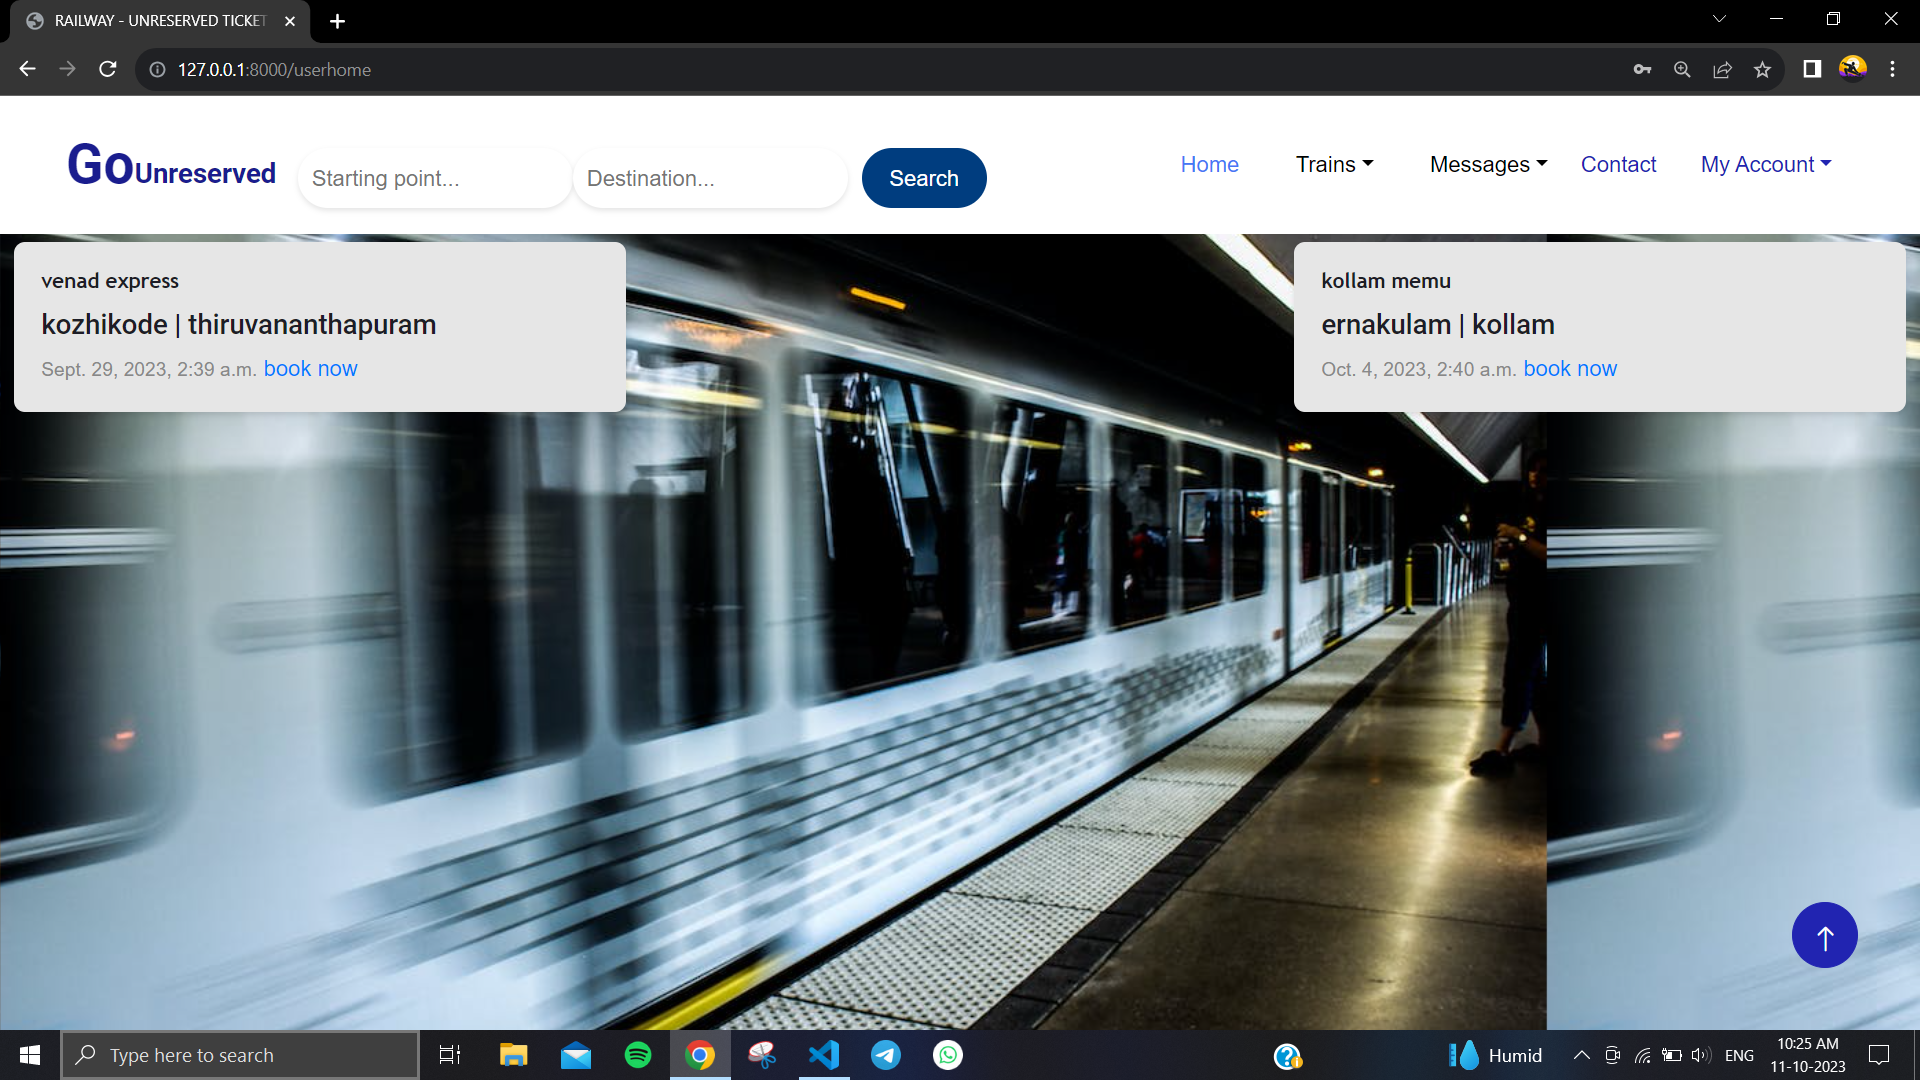 RAILWAY - UNRESERVED TICKET
127.0.0.1:8000/userhome
GoUnreserved
Starting point...
Destination...
Search
Home
Trains
Messages
Contact
My Account
venad express
kozhikode | thiruvananthapuram
Sept. 29, 2023, 2:39 a.m. book now
kollam memu
ernakulam | kollam
Oct. 4, 2023, 2:40 a.m. book now
Type here to search
Humid
ENG
10:25 AM
11-10-2023